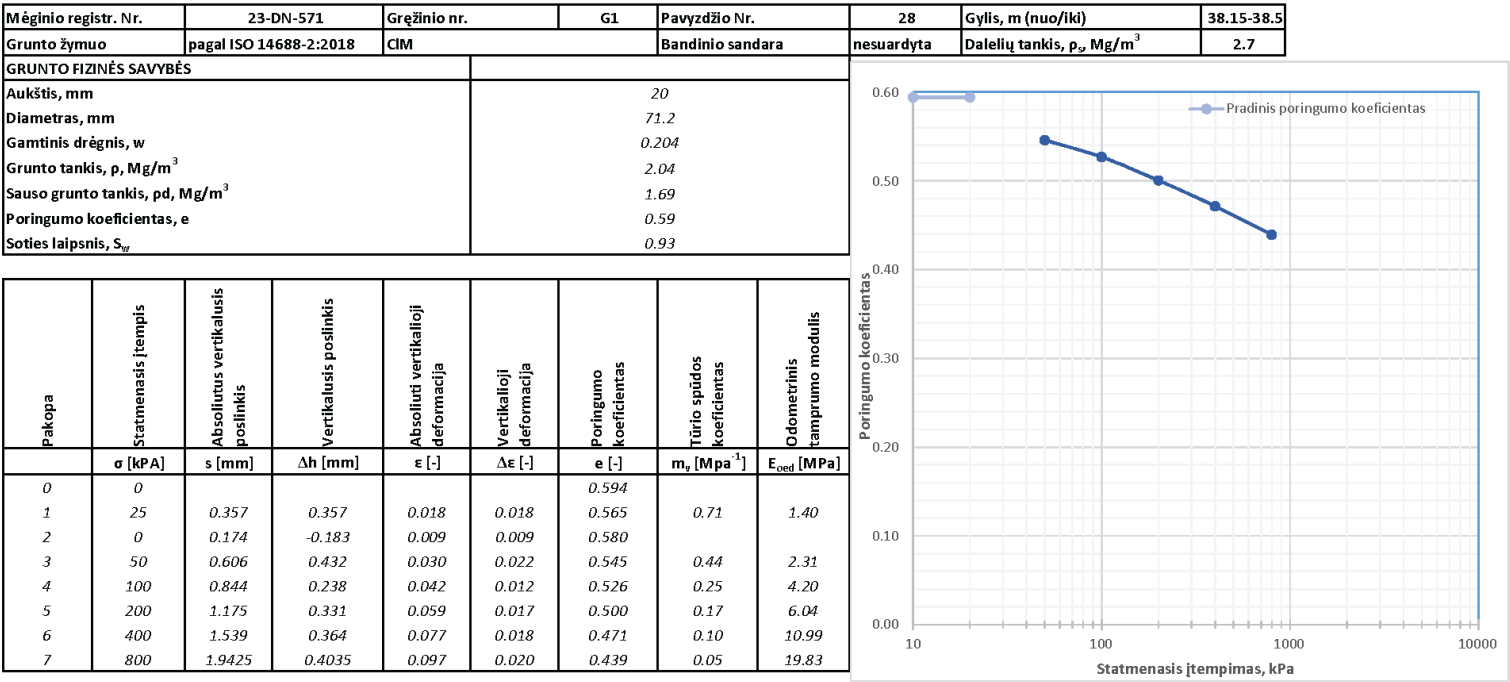 Mėginio registr. Nr. 23-DN-571 Gręžinio nr. G1 Pavyzdžio Nr. 28 Gylis, m (nuo/iki) 38.15-38.5
Grunto žymuo pagal ISO 14688-2:2018 ClM Bandinio sandara nesuardyta Dalelių tankis, ρs, Mg/m³ 2.7
GRUNTO FIZINĖS SAVYBĖS
Aukštis, mm 20
Diametras, mm 71.2
Gamtinis drėgnis, w 0.204
Grunto tankis, ρ, Mg/m³ 2.04
Sauso grunto tankis, ρd, Mg/m³ 1.69
Poringumo koeficientas, e 0.59
Soties laipsnis, Sw 0.93
Pakopa
Statmenasis įtempis
Absoliutus vertikalusis
poslinkis
Vertikalusis poslinkis
Absoliuti vertikalioji
deformacija
Vertikalioji
deformacija
Poringumo
koeficientas
Tūrio spūdos
koeficientas
Odometrinis
tamprumo modulis
σ [kPA] s [mm] Δh [mm] ε [-] Δε [-] e [-] mv [Mpa⁻¹] Eoed [MPa]
0 0 0.594
1 25 0.357 0.357 0.018 0.018 0.565 0.71 1.40
2 0 0.174 -0.183 0.009 0.009 0.580
3 50 0.606 0.432 0.030 0.022 0.545 0.44 2.31
4 100 0.844 0.238 0.042 0.012 0.526 0.25 4.20
5 200 1.175 0.331 0.059 0.017 0.500 0.17 6.04
6 400 1.539 0.364 0.077 0.018 0.471 0.10 10.99
7 800 1.9425 0.4035 0.097 0.020 0.439 0.05 19.83
Pradinis poringumo koeficientas
Poringumo koeficientas
0.60
0.50
0.40
0.30
0.20
0.10
0.00
10 100 1000 10000
Statmenasis įtempimas, kPa